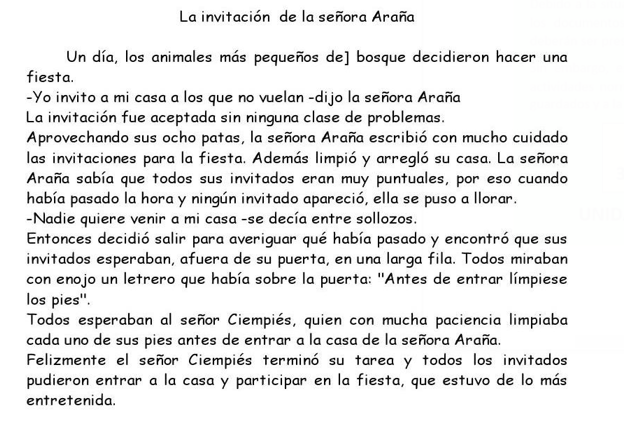 La invitación de la señora Araña
Un día, los animales más pequeños de] bosque decidieron hacer una
fiesta.
-Yo invito a mi casa a los que no vuelan -dijo la señora Araña
La invitación fue aceptada sin ninguna clase de problemas.
Aprovechando sus ocho patas, la señora Araña escribió con mucho cuidado
las invitaciones para la fiesta. Además limpió y arregló su casa. La señora
Araña sabía que todos sus invitados eran muy puntuales, por eso cuando
había pasado la hora y ningún invitado apareció, ella se puso a llorar.
-Nadie quiere venir a mi casa -se decía entre sollozos.
Entonces decidió salir para averiguar qué había pasado y encontró que sus
invitados esperaban, afuera de su puerta, en una larga fila. Todos miraban
con enojo un letrero que había sobre la puerta: "Antes de entrar límpiese
los pies".
Todos esperaban al señor Ciempiés, quien con mucha paciencia limpiaba
cada uno de sus pies antes de entrar a la casa de la señora Araña.
Felizmente el señor Ciempiés terminó su tarea y todos los invitados
pudieron entrar a la casa y participar en la fiesta, que estuvo de lo más
entretenida.